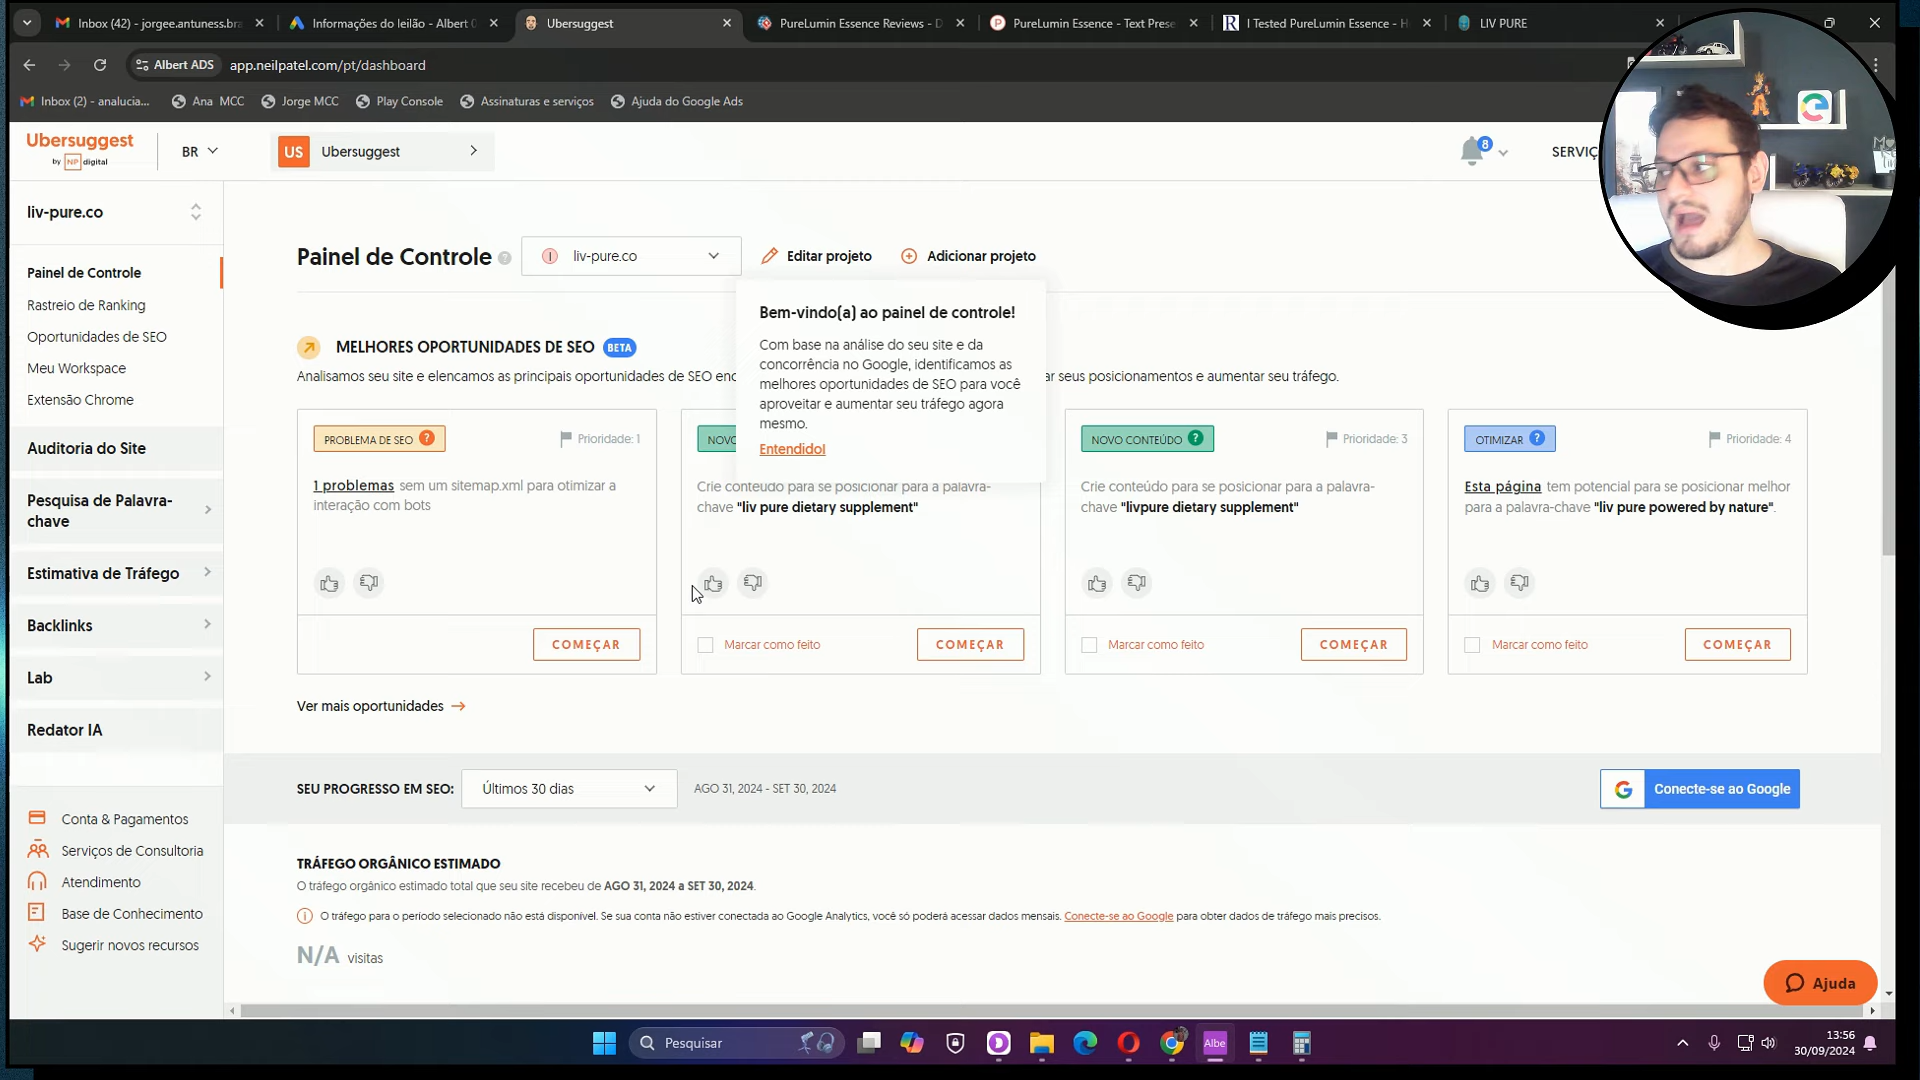 Inbox (42) - jorgee.antuness.bra
Informações do leilão - Albert
Ubersuggest
PureLumin Essence Reviews - D
PureLumin Essence - Text Prese
I Tested PureLumin Essence - H
LIV PURE
Albert ADS
app.neilpatel.com/pt/dashboard
Inbox (2) - analucia...
Ana MCC
Jorge MCC
Play Console
Assinaturas e serviços
Ajuda do Google Ads
Ubersuggest
by NP digital
BR
US
Ubersuggest
8
SERVIÇ
liv-pure.co
Painel de Controle
Rastreio de Ranking
Oportunidades de SEO
Meu Workspace
Extensão Chrome
Auditoria do Site
Pesquisa de Palavra-
chave
Estimativa de Tráfego
Backlinks
Lab
Redator IA
Conta & Pagamentos
Serviços de Consultoria
Atendimento
Base de Conhecimento
Sugerir novos recursos
Painel de Controle
liv-pure.co
Editar projeto
Adicionar projeto
Bem-vindo(a) ao painel de controle!
Com base na análise do seu site e da
concorrência no Google, identificamos as
melhores oportunidades de SEO para você
aproveitar e aumentar seu tráfego agora
mesmo.
Entendido!
MELHORES OPORTUNIDADES DE SEO BETA
Analisamos seu site e elencamos as principais oportunidades de SEO enc
ar seus posicionamentos e aumentar seu tráfego.
PROBLEMA DE SEO ?
Prioridade: 1
1 problemas sem um sitemap.xml para otimizar a
interação com bots
COMEÇAR
NOVO
Crie conteúdo para se posicionar para a palavra-
chave "liv pure dietary supplement"
Marcar como feito
COMEÇAR
NOVO CONTEÚDO ?
Prioridade: 3
Crie conteúdo para se posicionar para a palavra-
chave "livpure dietary supplement"
Marcar como feito
COMEÇAR
OTIMIZAR ?
Prioridade: 4
Esta página tem potencial para se posicionar melhor
para a palavra-chave "liv pure powered by nature".
Marcar como feito
COMEÇAR
Ver mais oportunidades
SEU PROGRESSO EM SEO:
Últimos 30 dias
AGO 31, 2024 - SET 30, 2024
Conecte-se ao Google
TRÁFEGO ORGÂNICO ESTIMADO
O tráfego orgânico estimado total que seu site recebeu de AGO 31, 2024 a SET 30, 2024.
O tráfego para o período selecionado não está disponível. Se sua conta não estiver conectada ao Google Analytics, você só poderá acessar dados mensais. Conecte-se ao Google para obter dados de tráfego mais precisos.
N/A visitas
Ajuda
Pesquisar
Albe
13:56
30/09/2024